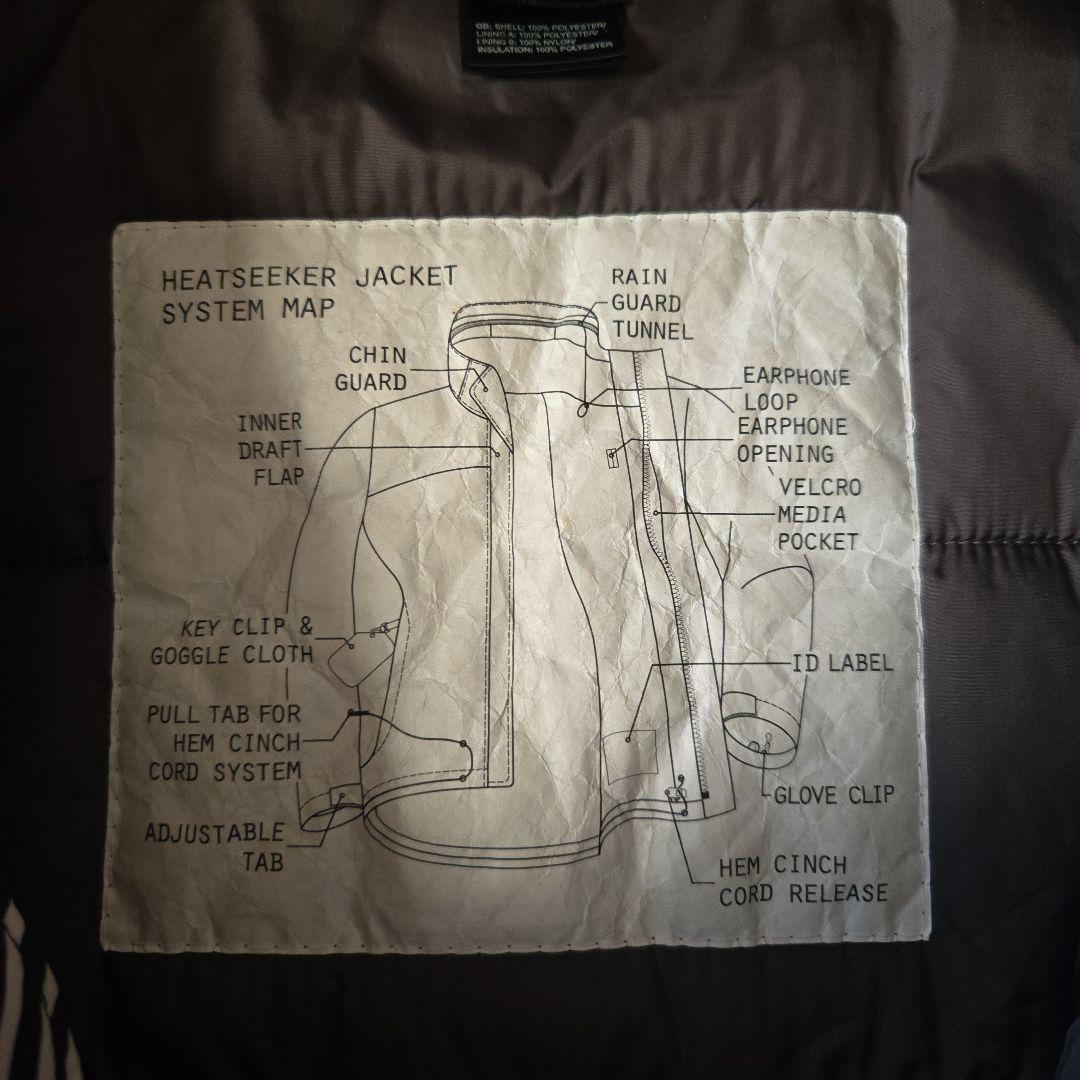 GB: SHELL: 100% POLYESTER/
LINING A: 100% POLYESTER/
LINING B: 100% NYLON/
INSULATION: 100% POLYESTER
HEATSEEKER JACKET
SYSTEM MAP
RAIN
GUARD
TUNNEL
CHIN
GUARD
EARPHONE
LOOP
INNER
DRAFT
FLAP
EARPHONE
OPENING
VELCRO
MEDIA
POCKET
KEY CLIP &
GOGGLE CLOTH
ID LABEL
PULL TAB FOR
HEM CINCH
CORD SYSTEM
GLOVE CLIP
ADJUSTABLE
TAB
HEM CINCH
CORD RELEASE